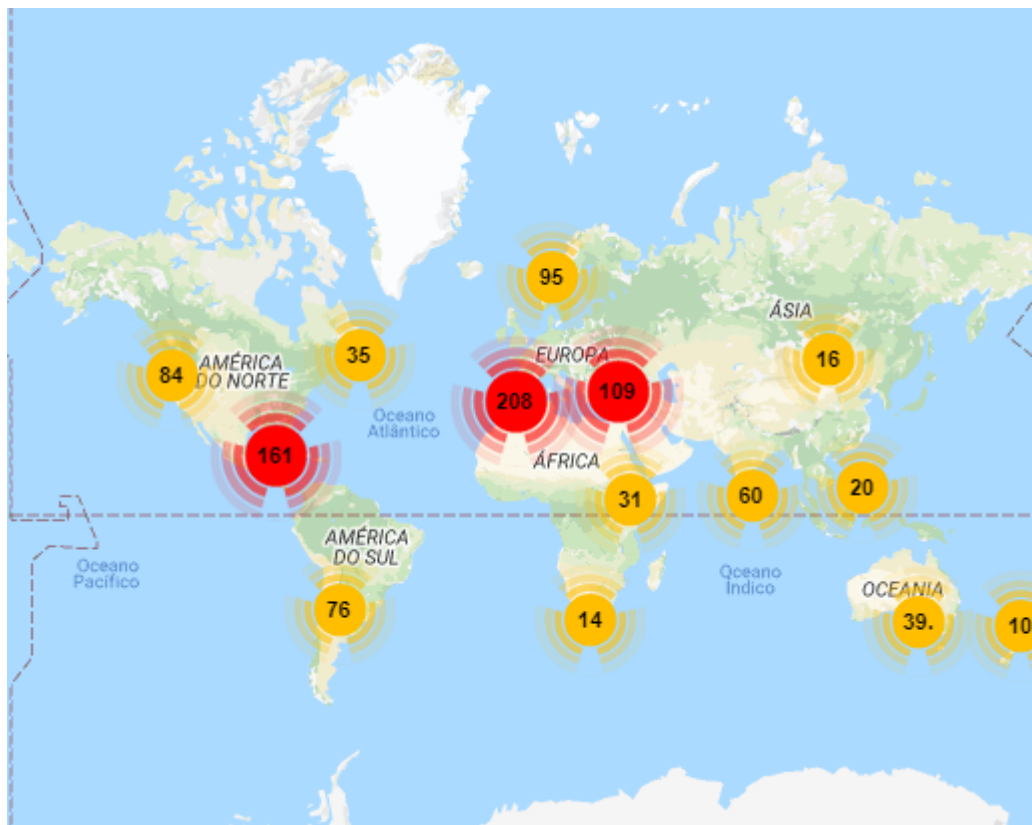 95
ÁSIA
84
AMÉRICA
DO NORTE
35
EUROPA
16
208
109
Oceano
Atlântico
161
ÁFRICA
31
60
20
AMÉRICA
DO SUL
Oceano
Pacífico
Oceano
Índico
OCEANIA
76
14
39.
10